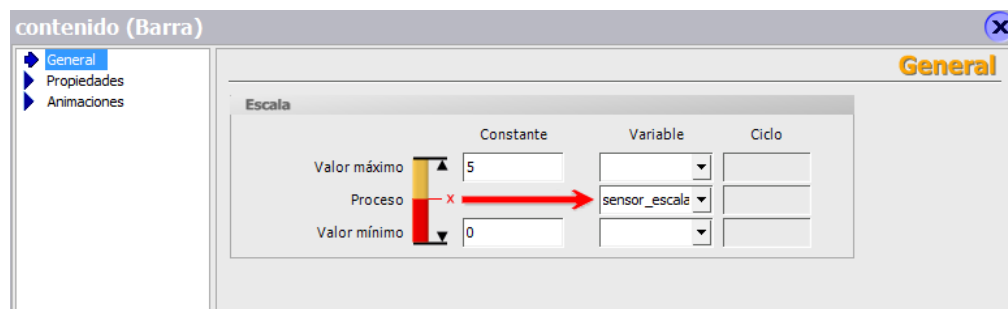 contenido (Barra)
General
Propiedades
Animaciones
General
Escala
Constante Variable Ciclo
Valor máximo 5
Proceso x sensor_escala
Valor mínimo 0